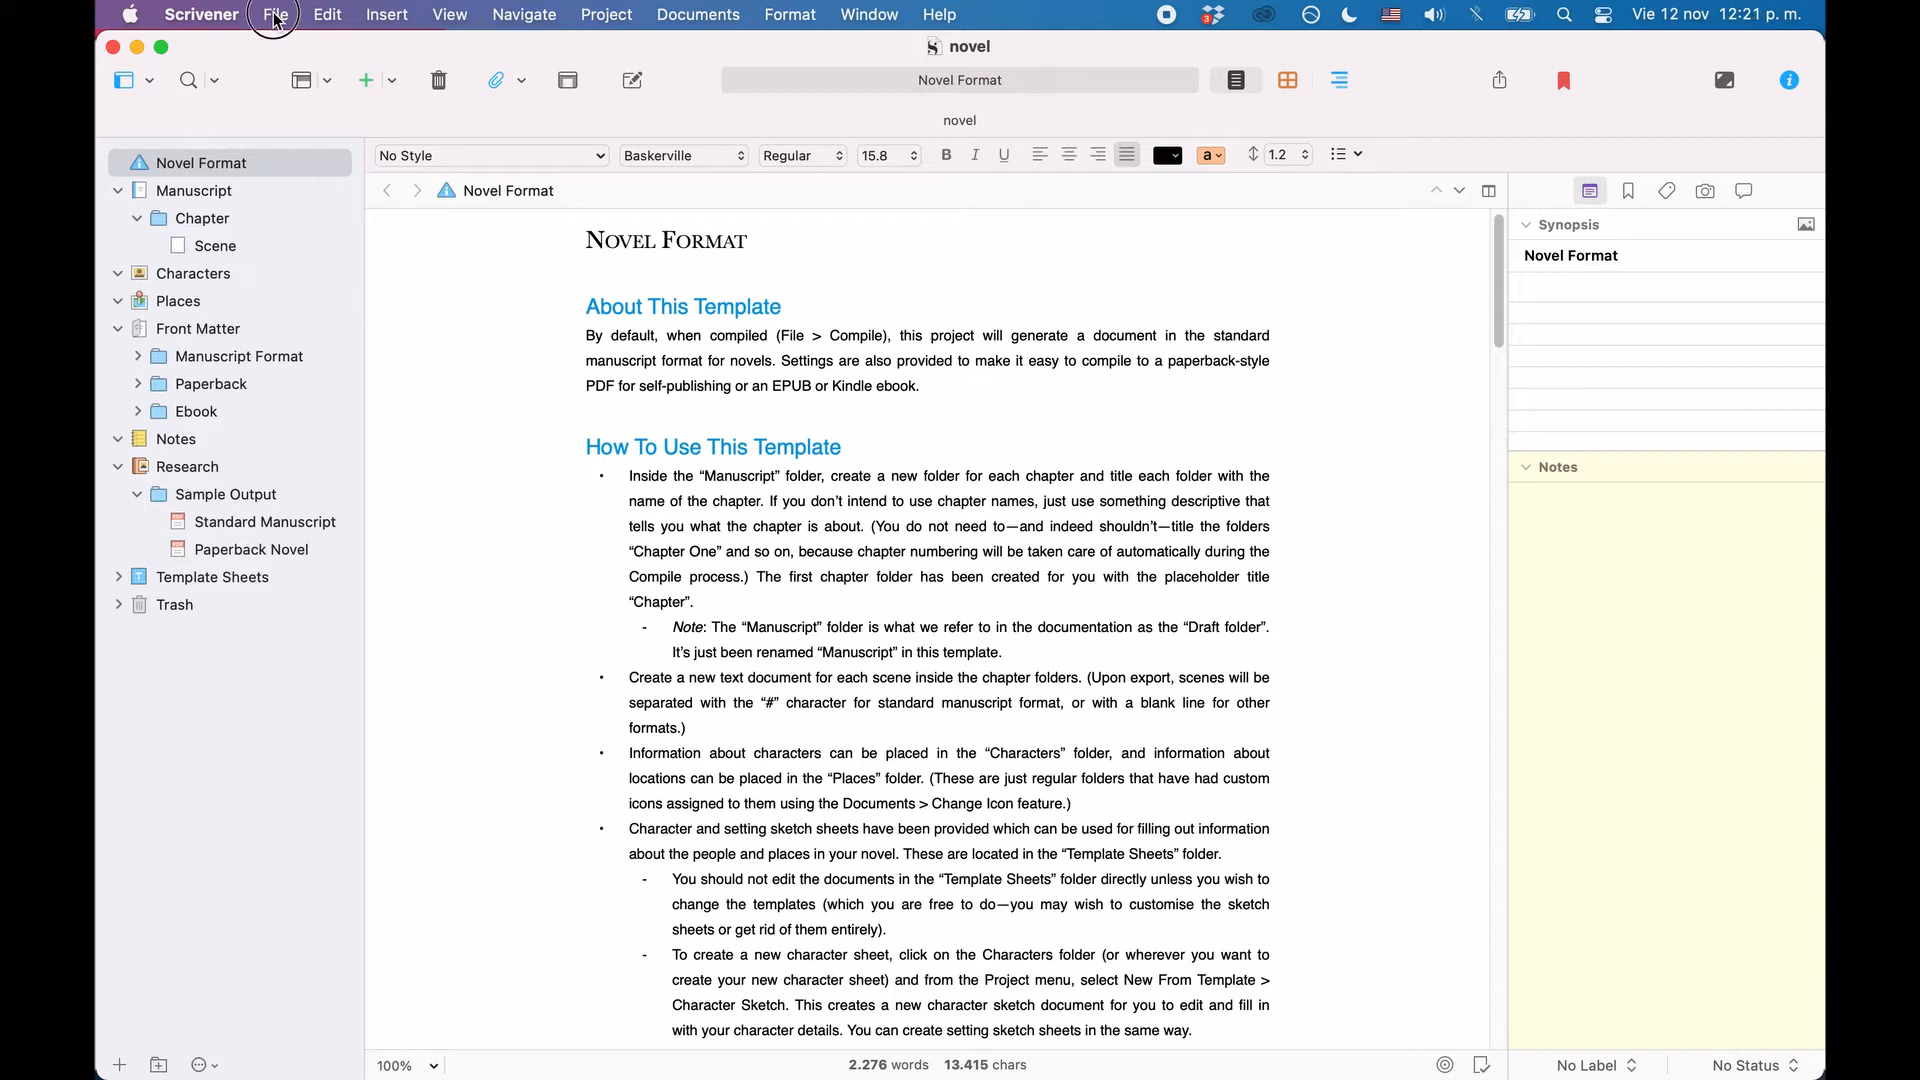 Scrivener File Edit Insert View Navigate Project Documents Format Window Help 3 Vie 12 nov 12:21 p. m.
novel
Novel Format
novel
No Style Baskerville Regular 15.8 B I U a 1.2
Novel Format
Manuscript
Chapter
Scene
Characters
Places
Front Matter
Manuscript Format
Paperback
Ebook
Notes
Research
Sample Output
Standard Manuscript
Paperback Novel
Template Sheets
Trash
Novel Format
NOVEL FORMAT
About This Template
By default, when compiled (File > Compile), this project will generate a document in the standard
manuscript format for novels. Settings are also provided to make it easy to compile to a paperback-style
PDF for self-publishing or an EPUB or Kindle ebook.
How To Use This Template
• Inside the “Manuscript” folder, create a new folder for each chapter and title each folder with the
name of the chapter. If you don’t intend to use chapter names, just use something descriptive that
tells you what the chapter is about. (You do not need to—and indeed shouldn’t—title the folders
“Chapter One” and so on, because chapter numbering will be taken care of automatically during the
Compile process.) The first chapter folder has been created for you with the placeholder title
“Chapter”.
- Note: The “Manuscript” folder is what we refer to in the documentation as the “Draft folder”.
It’s just been renamed “Manuscript” in this template.
• Create a new text document for each scene inside the chapter folders. (Upon export, scenes will be
separated with the “#” character for standard manuscript format, or with a blank line for other
formats.)
• Information about characters can be placed in the “Characters” folder, and information about
locations can be placed in the “Places” folder. (These are just regular folders that have had custom
icons assigned to them using the Documents > Change Icon feature.)
• Character and setting sketch sheets have been provided which can be used for filling out information
about the people and places in your novel. These are located in the “Template Sheets” folder.
- You should not edit the documents in the “Template Sheets” folder directly unless you wish to
change the templates (which you are free to do—you may wish to customise the sketch
sheets or get rid of them entirely).
- To create a new character sheet, click on the Characters folder (or wherever you want to
create your new character sheet) and from the Project menu, select New From Template >
Character Sketch. This creates a new character sketch document for you to edit and fill in
with your character details. You can create setting sketch sheets in the same way.
Synopsis
Novel Format
Notes
100% 2.276 words 13.415 chars No Label No Status